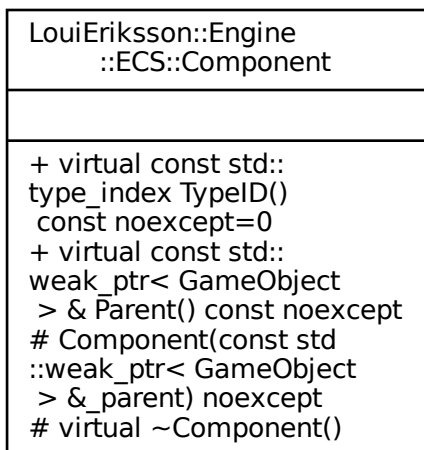 LouiEriksson::Engine
::ECS::Component
+ virtual const std::
type_index TypeID()
const noexcept=0
+ virtual const std::
weak_ptr< GameObject
> & Parent() const noexcept
# Component(const std
::weak_ptr< GameObject
> &_parent) noexcept
# virtual ~Component()